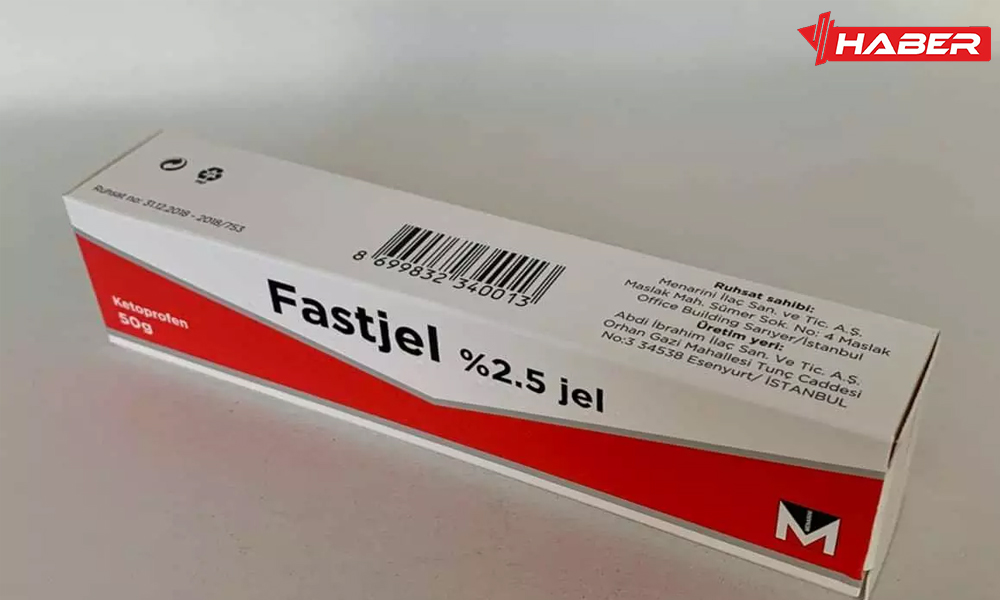 HABER
Ruhsat no: 31.12.2018 - 2018/753
8 699832 340013
Ruhsat sahibi:
Menarini İlaç San. ve Tic. A.Ş.
Maslak Mah. Sümer Sok. No: 4 Maslak
Office Building Sarıyer/İstanbul
Üretim yeri:
Abdi İbrahim İlaç San. Ve Tic. A.Ş.
Orhan Gazi Mahallesi Tunç Caddesi
No:3 34538 Esenyurt/ İSTANBUL
Ketoprofen
50g
Fastjel %2.5 jel
MENARINI